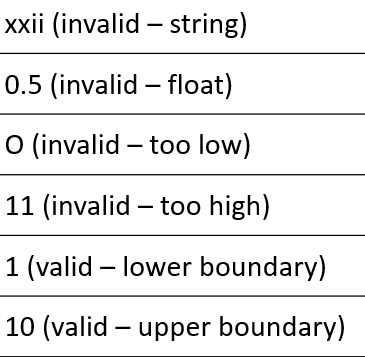 xxii (invalid – string)
0.5 (invalid – float)
O (invalid – too low)
11 (invalid – too high)
1 (valid – lower boundary)
10 (valid – upper boundary)